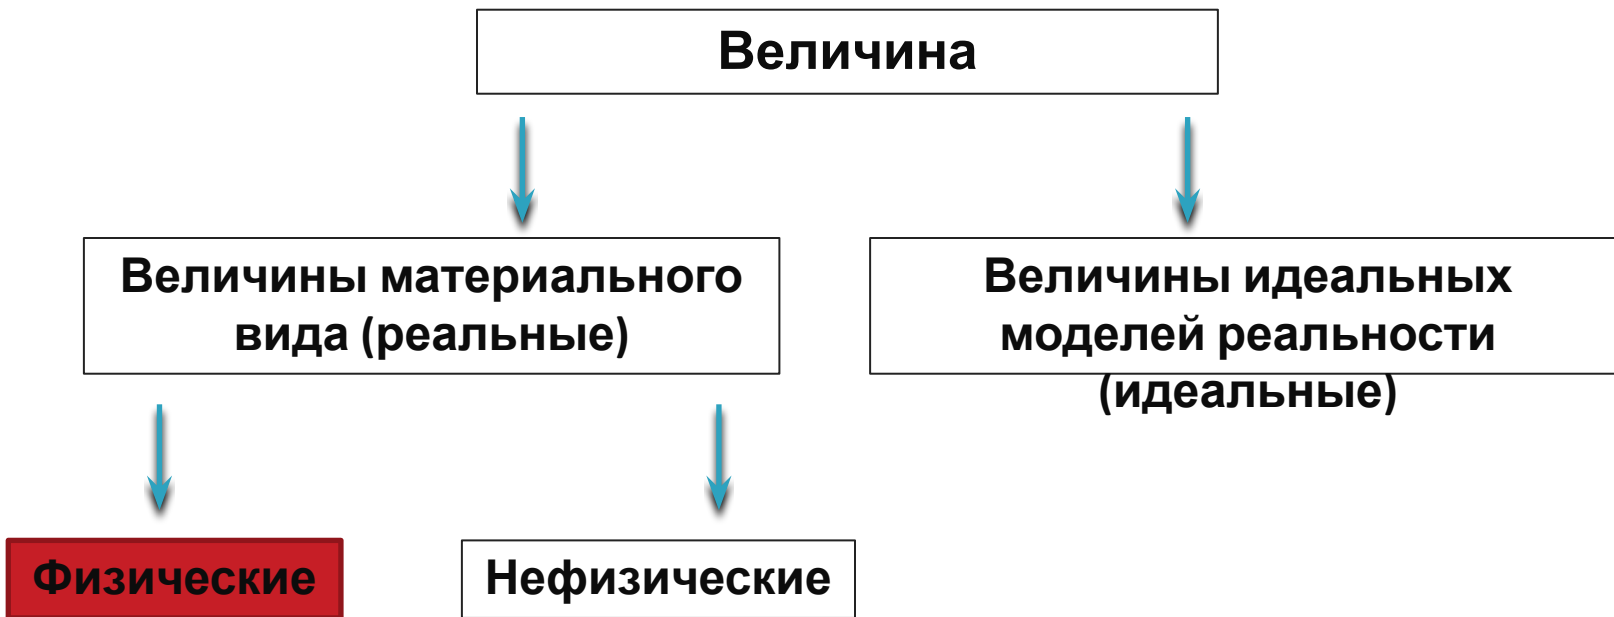 Величина
Величины материального
вида (реальные)
Величины идеальных
моделей реальности
(идеальные)
Физические
Нефизические